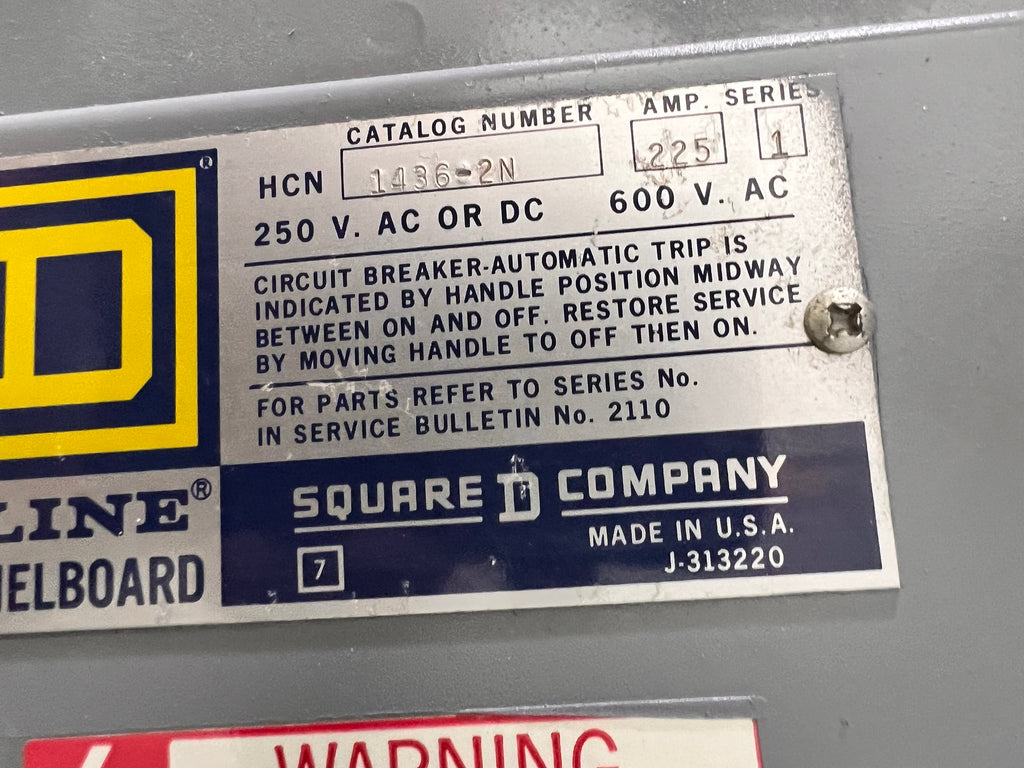 CATALOG NUMBER AMP. SERIES
HCN 1436-2N 225 1
250 V. AC OR DC 600 V. AC
CIRCUIT BREAKER-AUTOMATIC TRIP IS
INDICATED BY HANDLE POSITION MIDWAY
BETWEEN ON AND OFF. RESTORE SERVICE
BY MOVING HANDLE TO OFF THEN ON.
FOR PARTS REFER TO SERIES No.
IN SERVICE BULLETIN No. 2110
D ®
LINE®
NELBOARD
SQUARE D COMPANY
MADE IN U.S.A.
7 J-313220
WARNING